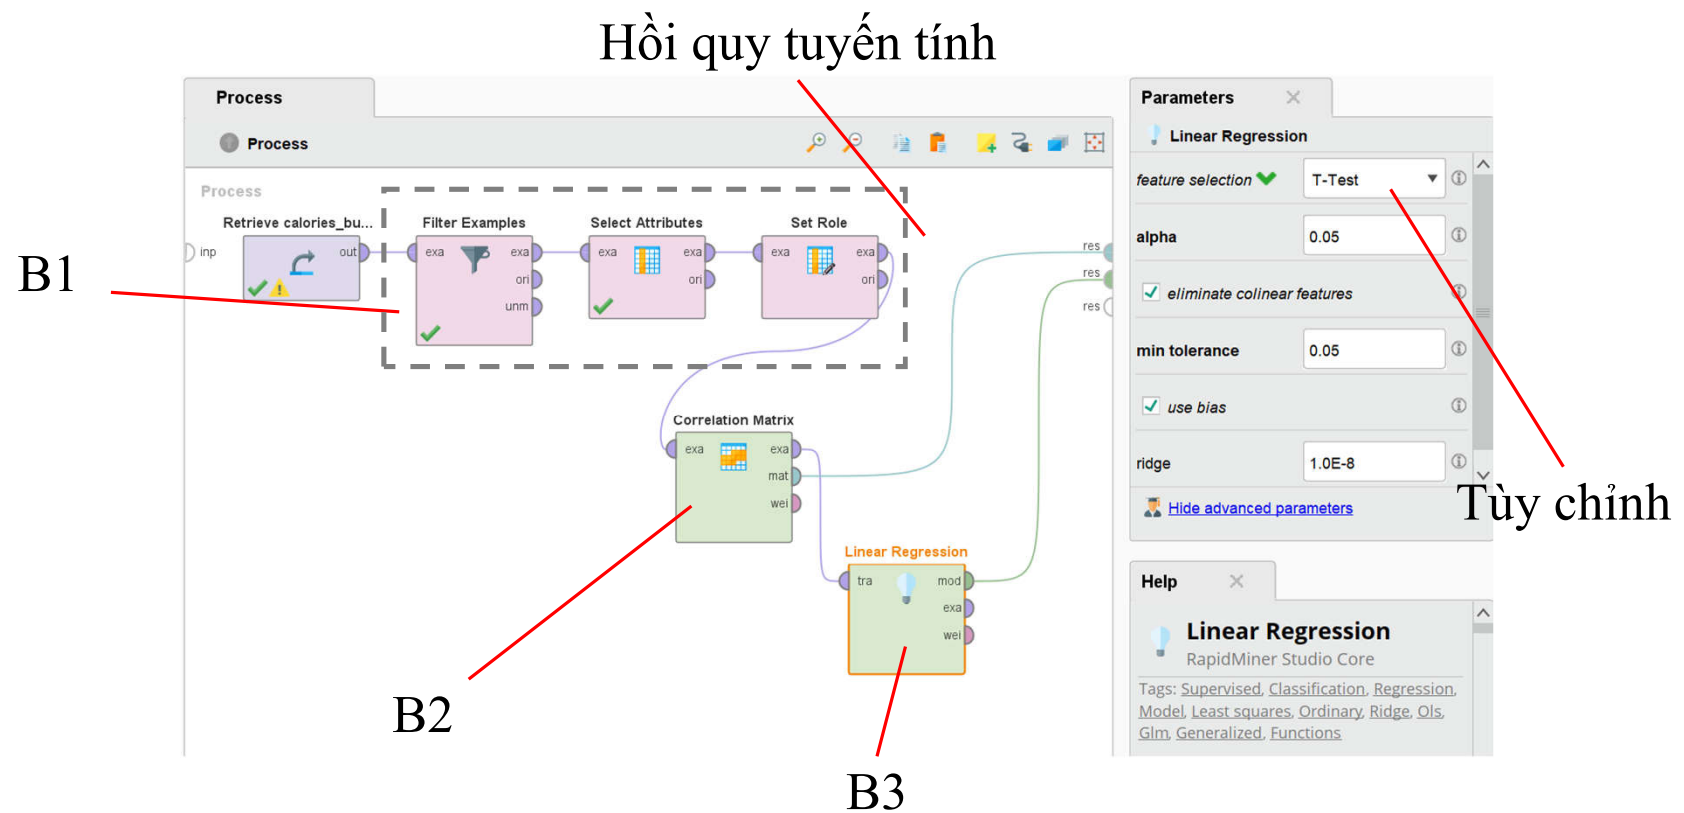 Hồi quy tuyến tính
Process
Process
Process
Retrieve calories_bu...
inp
out
Filter Examples
exa
exa
ori
unm
Select Attributes
exa
exa
ori
Set Role
exa
exa
ori
res
res
res
B1
Correlation Matrix
exa
exa
mat
wei
Linear Regression
tra
mod
exa
wei
B2
B3
Parameters
Linear Regression
feature selection
T-Test
alpha
0.05
eliminate colinear features
min tolerance
0.05
use bias
ridge
1.0E-8
Hide advanced parameters
Tùy chỉnh
Help
Linear Regression
RapidMiner Studio Core
Tags: Supervised, Classification, Regression,
Model, Least squares, Ordinary, Ridge, Ols,
Glm, Generalized, Functions